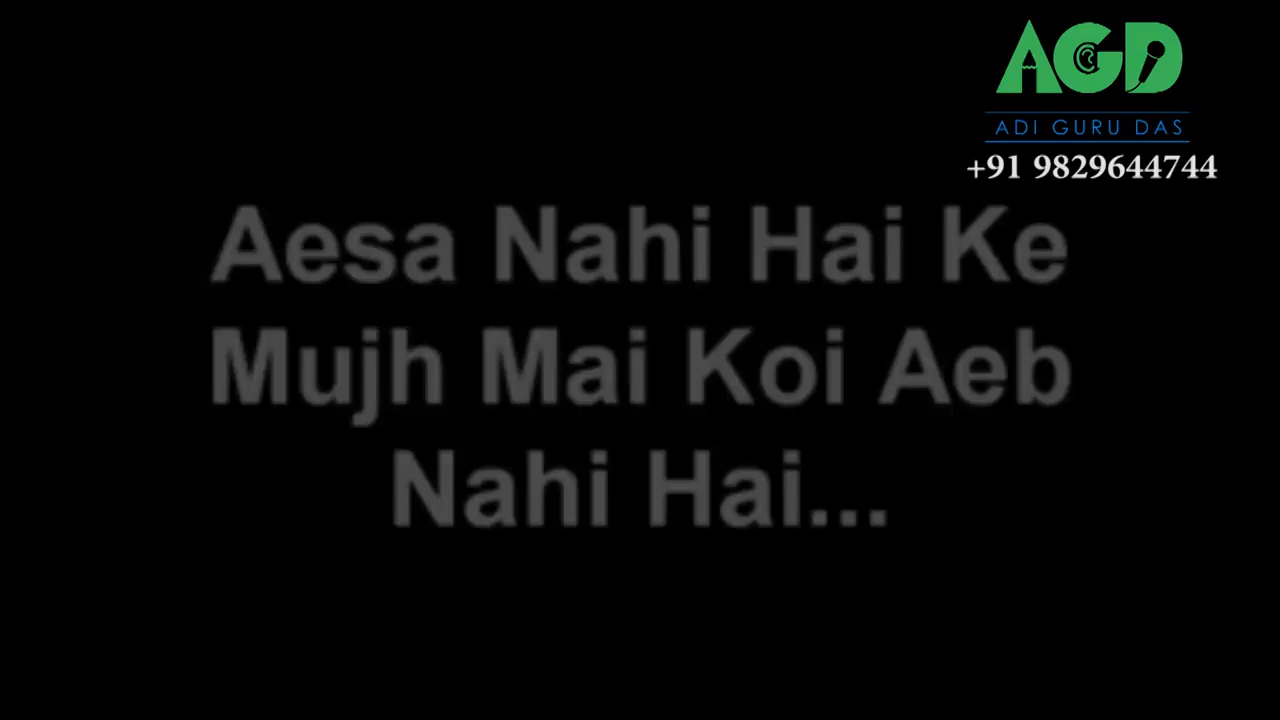 AGD
ADI GURU DAS
+91 9829644744
Aesa Nahi Hai Ke
Mujh Mai Koi Aeb
Nahi Hai...